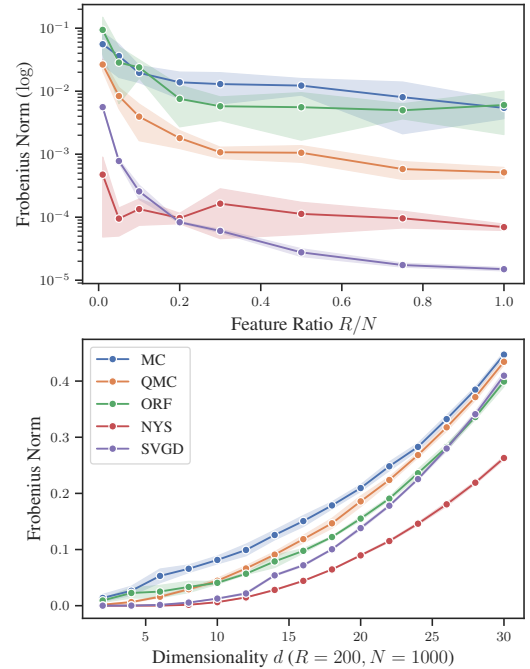 Frobenius Norm (log)
10⁻¹
10⁻²
10⁻³
10⁻⁴
10⁻⁵
0.0 0.2 0.4 0.6 0.8 1.0
Feature Ratio R/N
Frobenius Norm
0.4
0.3
0.2
0.1
0.0
MC
QMC
ORF
NYS
SVGD
5 10 15 20 25 30
Dimensionality d (R = 200, N = 1000)